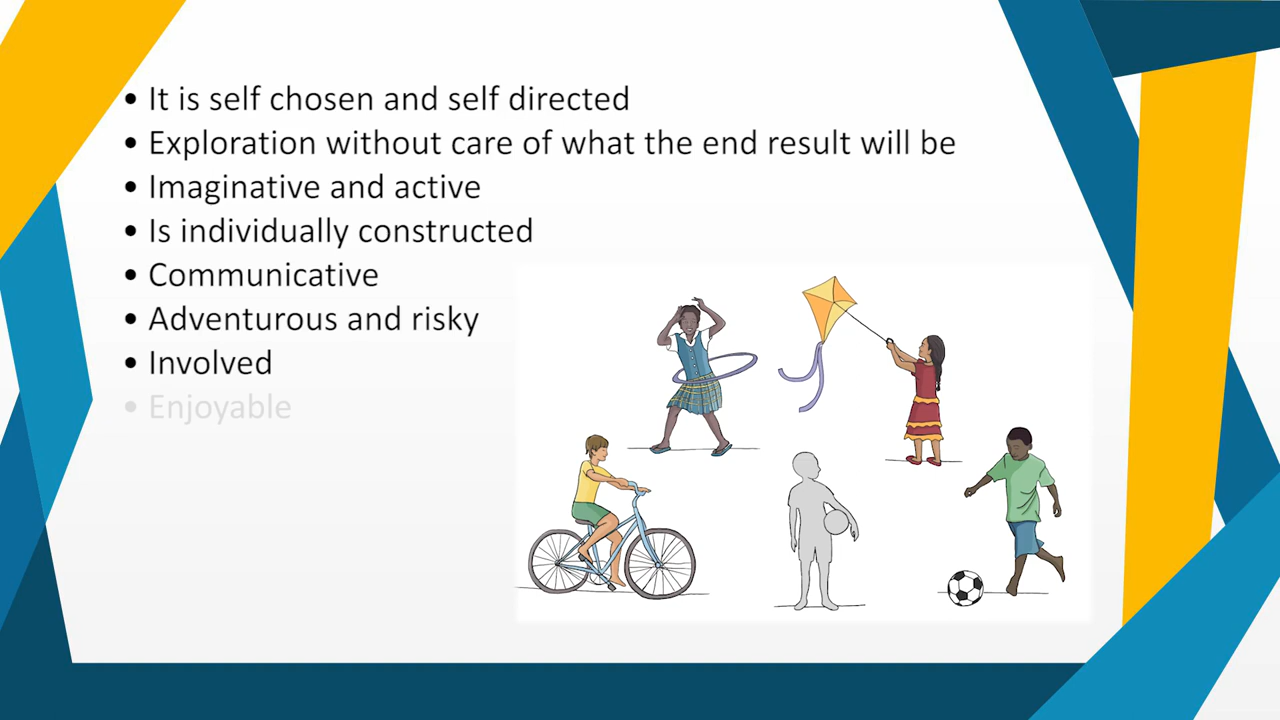 • It is self chosen and self directed
• Exploration without care of what the end result will be
• Imaginative and active
• Is individually constructed
• Communicative
• Adventurous and risky
• Involved
• Enjoyable